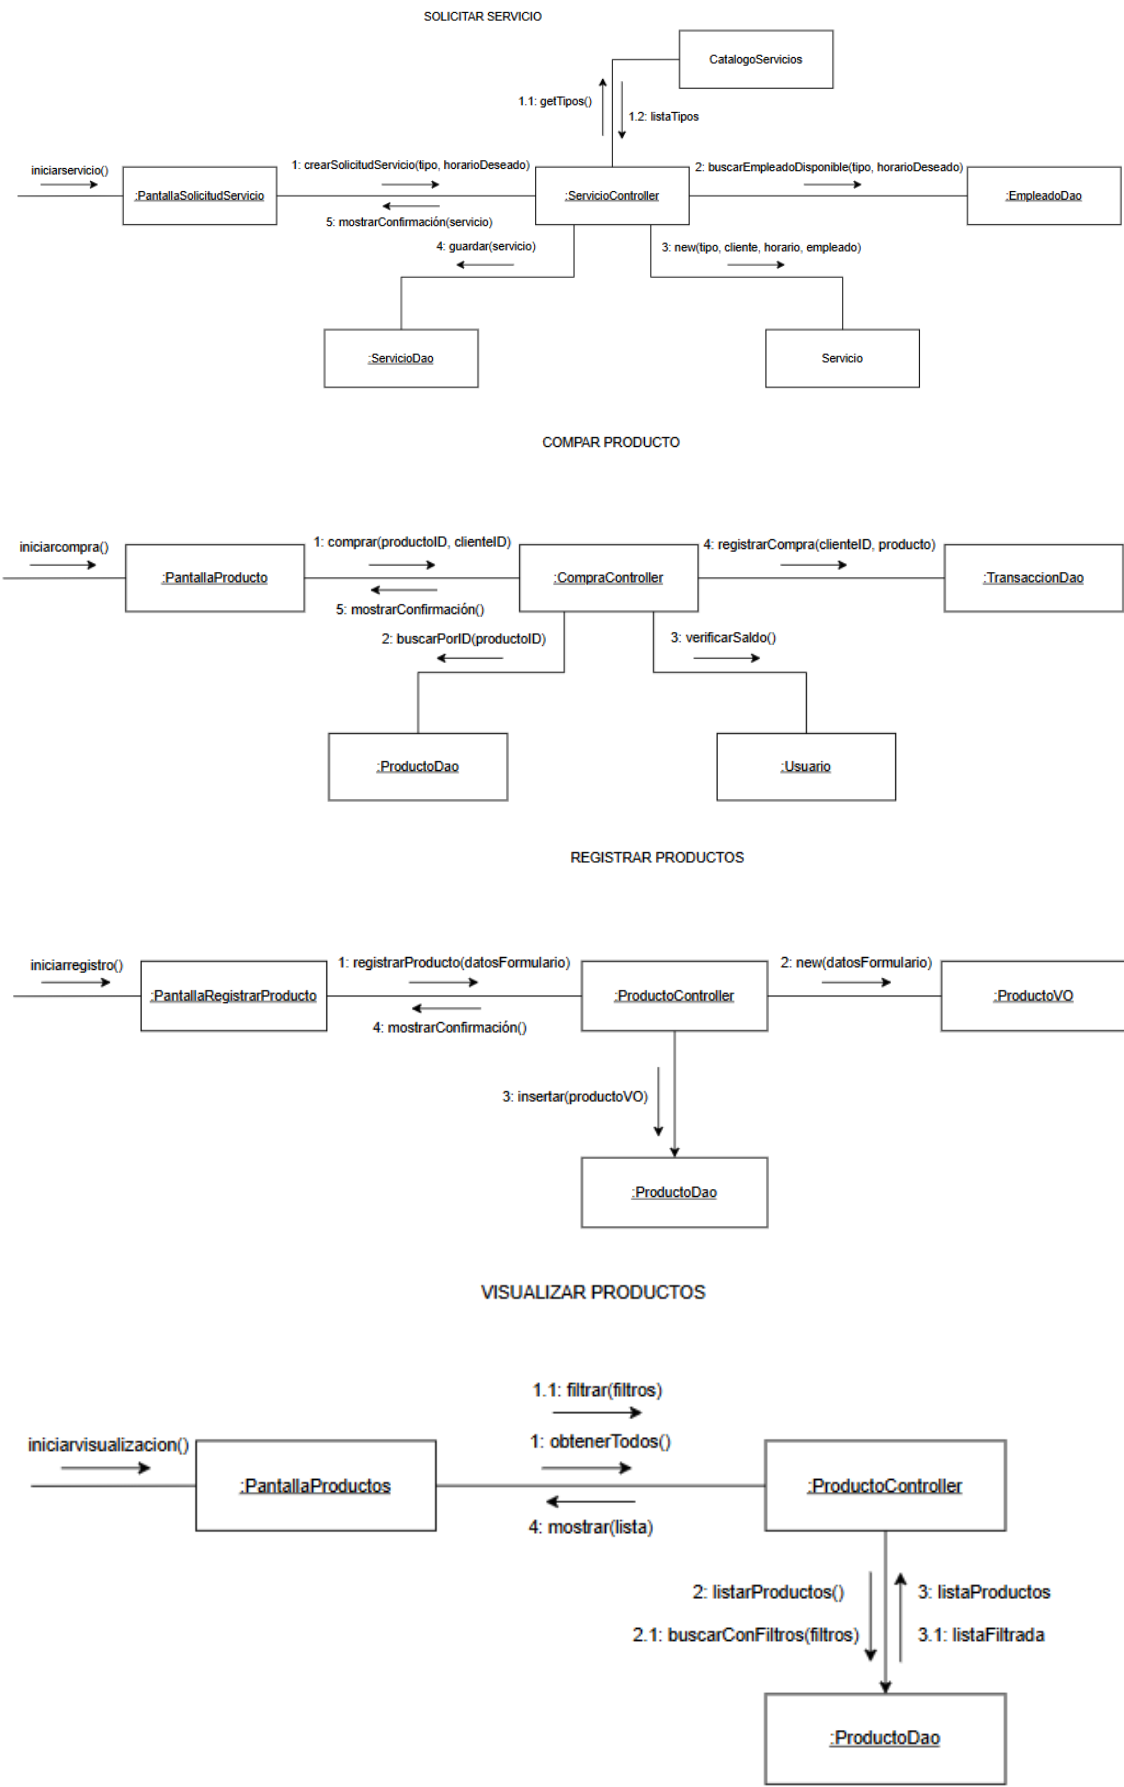 SOLICITAR SERVICIO
CatalogoServicios
1.1: getTipos()
1.2: listaTipos
iniciarservicio()
1: crearSolicitudServicio(tipo, horarioDeseado)
2: buscarEmpleadoDisponible(tipo, horarioDeseado)
:PantallaSolicitudServicio
:ServicioController
:EmpleadoDao
5: mostrarConfirmación(servicio)
4: guardar(servicio)
3: new(tipo, cliente, horario, empleado)
:ServicioDao
Servicio
COMPAR PRODUCTO
iniciarcompra()
1: comprar(productoID, clienteID)
4: registrarCompra(clienteID, producto)
:PantallaProducto
:CompraController
:TransaccionDao
5: mostrarConfirmación()
2: buscarPorID(productoID)
3: verificarSaldo()
:ProductoDao
:Usuario
REGISTRAR PRODUCTOS
iniciarregistro()
1: registrarProducto(datosFormulario)
2: new(datosFormulario)
:PantallaRegistrarProducto
:ProductoController
:ProductoVO
4: mostrarConfirmación()
3: insertar(productoVO)
:ProductoDao
VISUALIZAR PRODUCTOS
1.1: filtrar(filtros)
iniciarvisualizacion()
1: obtenerTodos()
:PantallaProductos
:ProductoController
4: mostrar(lista)
2: listarProductos()
3: listaProductos
2.1: buscarConFiltros(filtros)
3.1: listaFiltrada
:ProductoDao